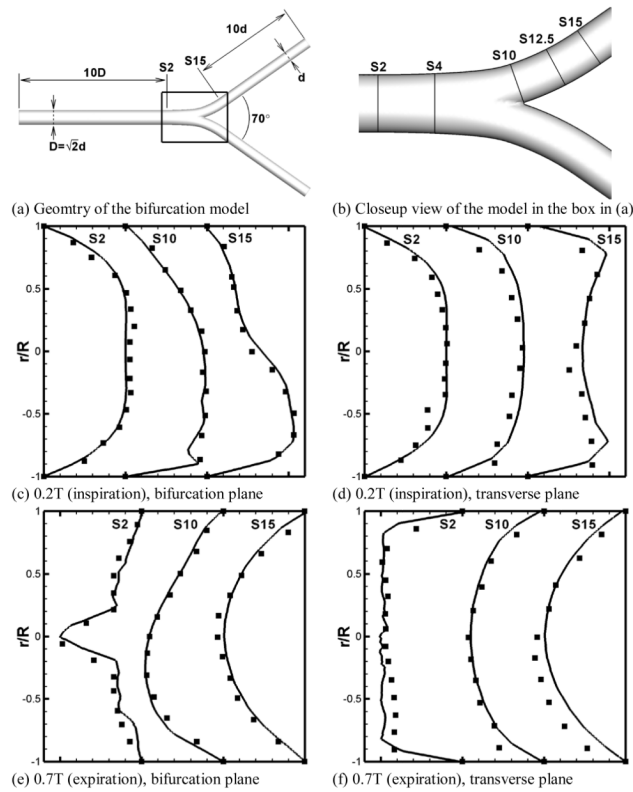 10D
S2
S15
10d
d
70°
D=√2d
S2
S4
S10
S12.5
S15
(a) Geomtry of the bifurcation model
(b) Closeup view of the model in the box in (a)
1
0.5
0
-0.5
-1
r/R
S2
S10
S15
1
0.5
0
-0.5
-1
r/R
S2
S10
S15
(c) 0.2T (inspiration), bifurcation plane
(d) 0.2T (inspiration), transverse plane
1
0.5
0
-0.5
-1
r/R
S2
S10
S15
1
0.5
0
-0.5
-1
r/R
S2
S10
S15
(e) 0.7T (expiration), bifurcation plane
(f) 0.7T (expiration), transverse plane